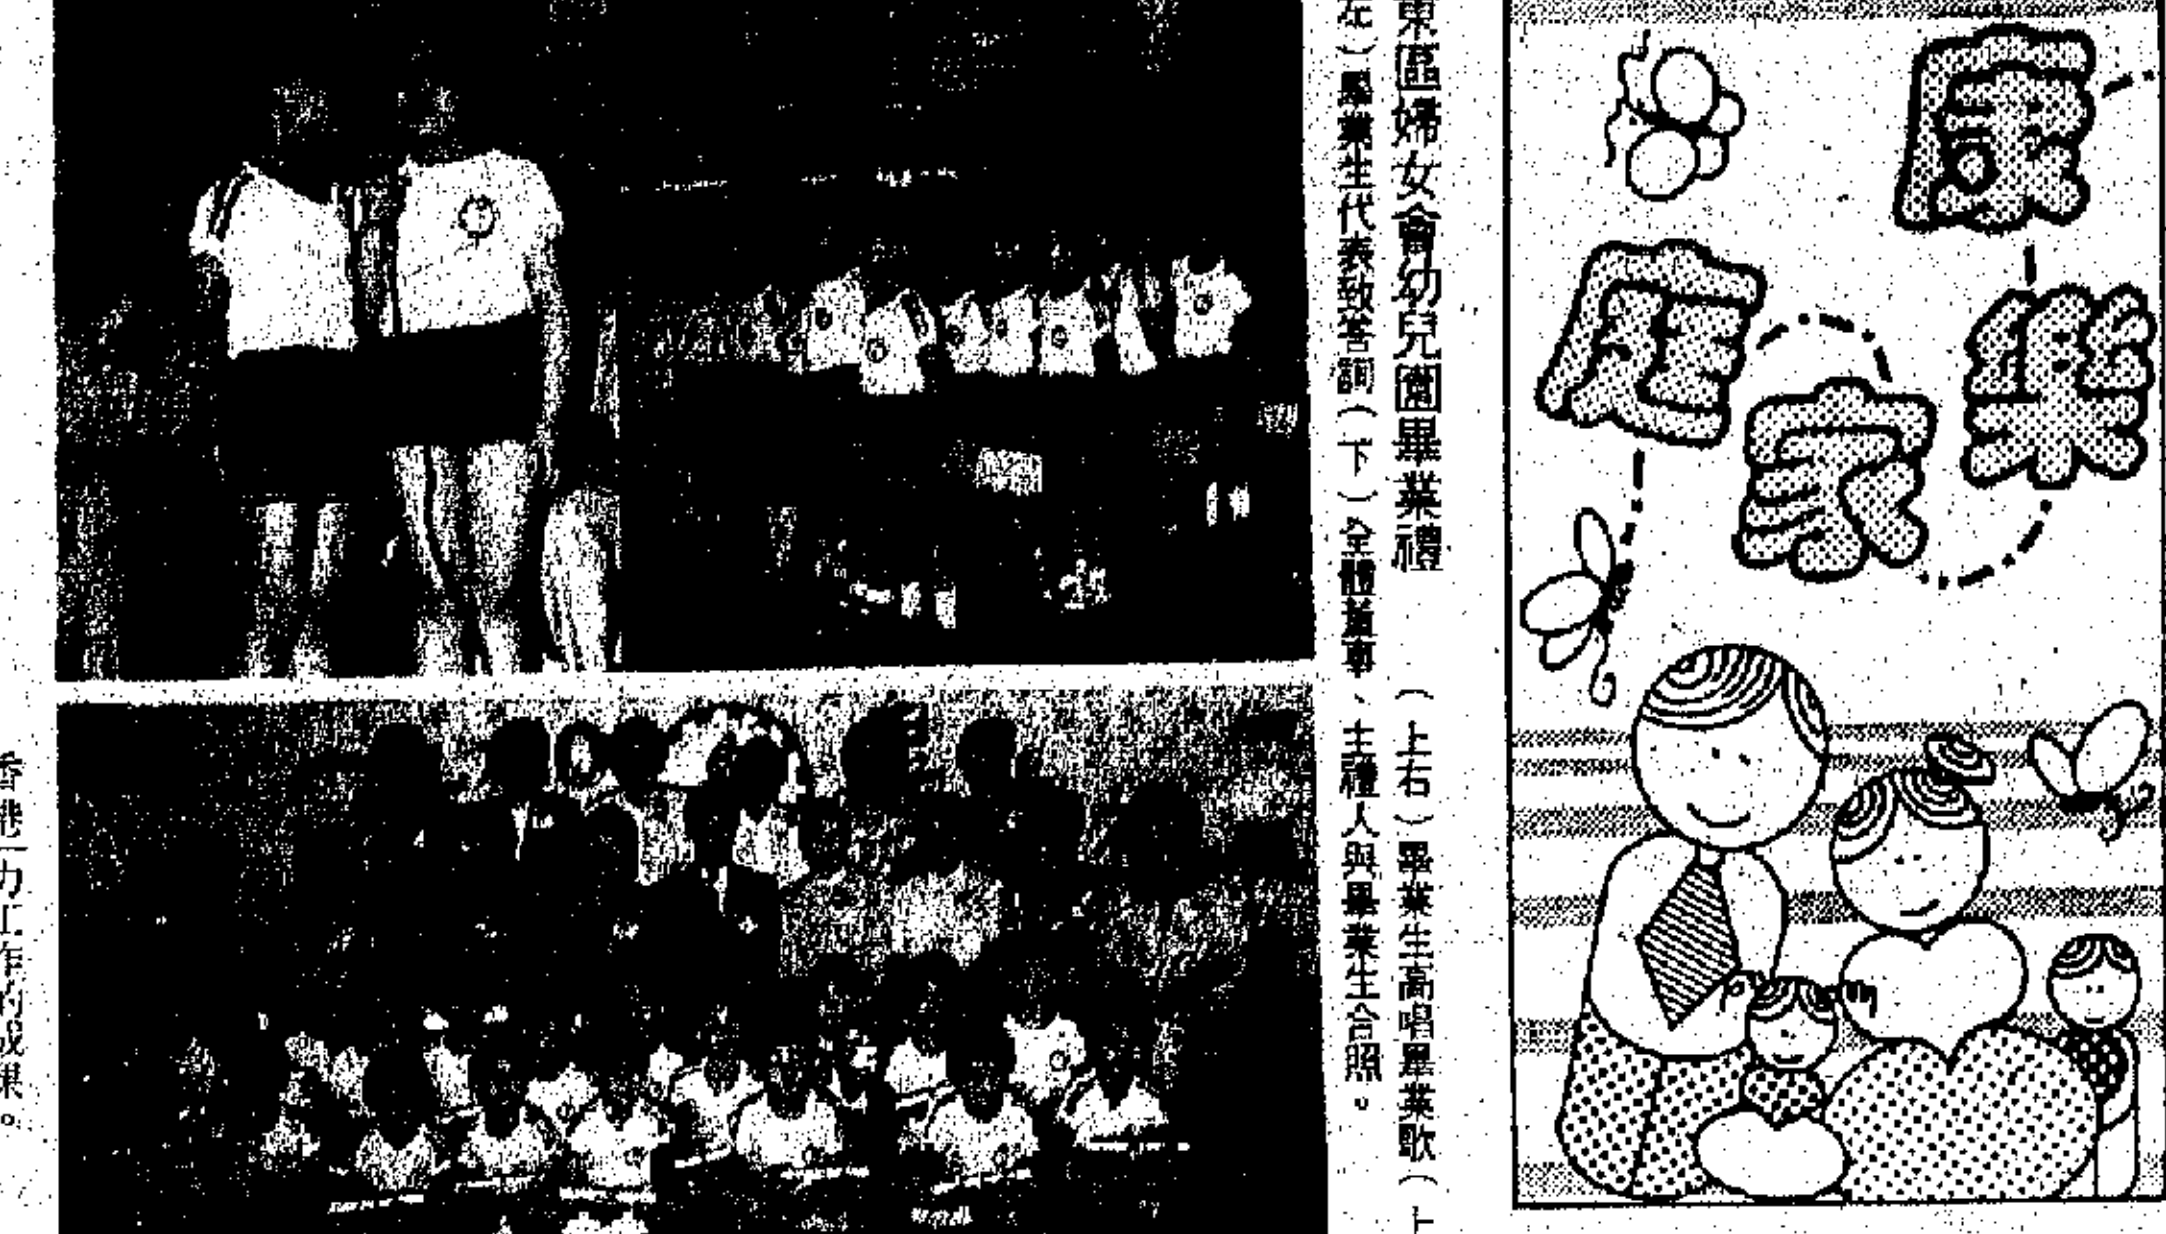 康樂家庭
東區婦女會幼兒園畢業禮　（上右）畢業生高唱畢業歌（上
左）畢業生代表致答詞（下）全體董事、主禮人與畢業生合照。
力工作的成果。